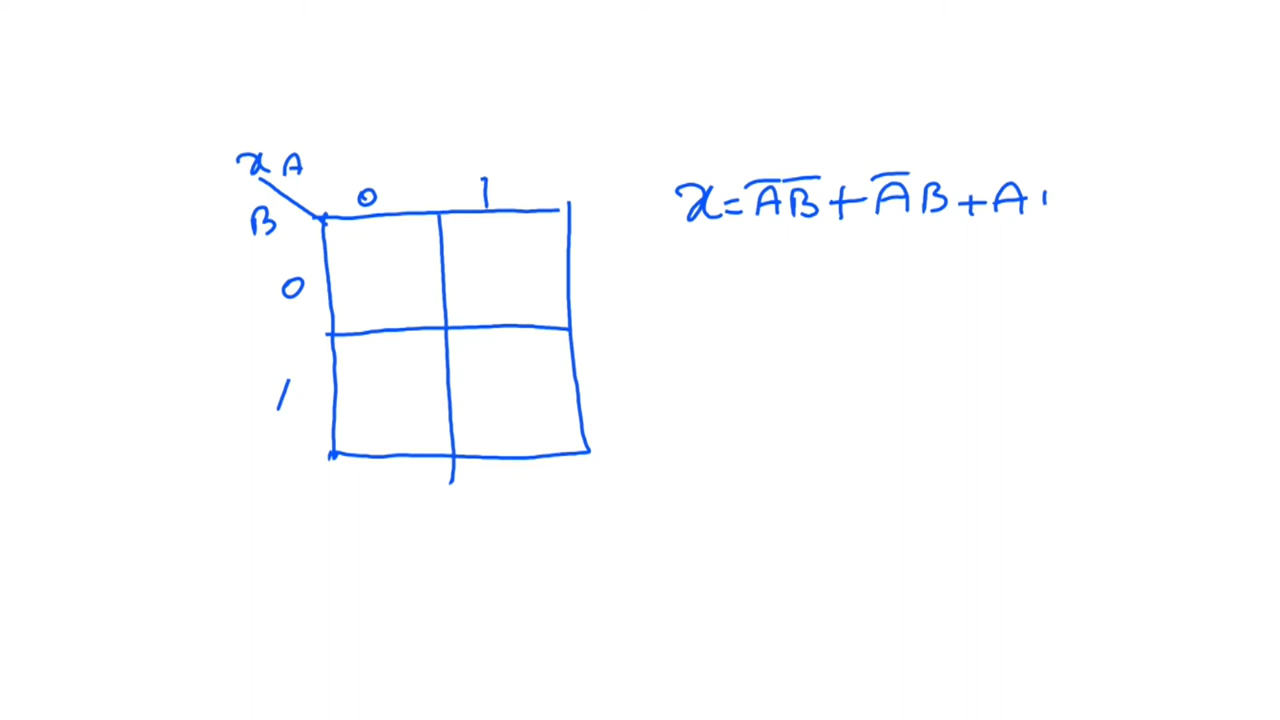 x A
B
0 1
0
1
x = A̅ B̅ + A̅ B + A